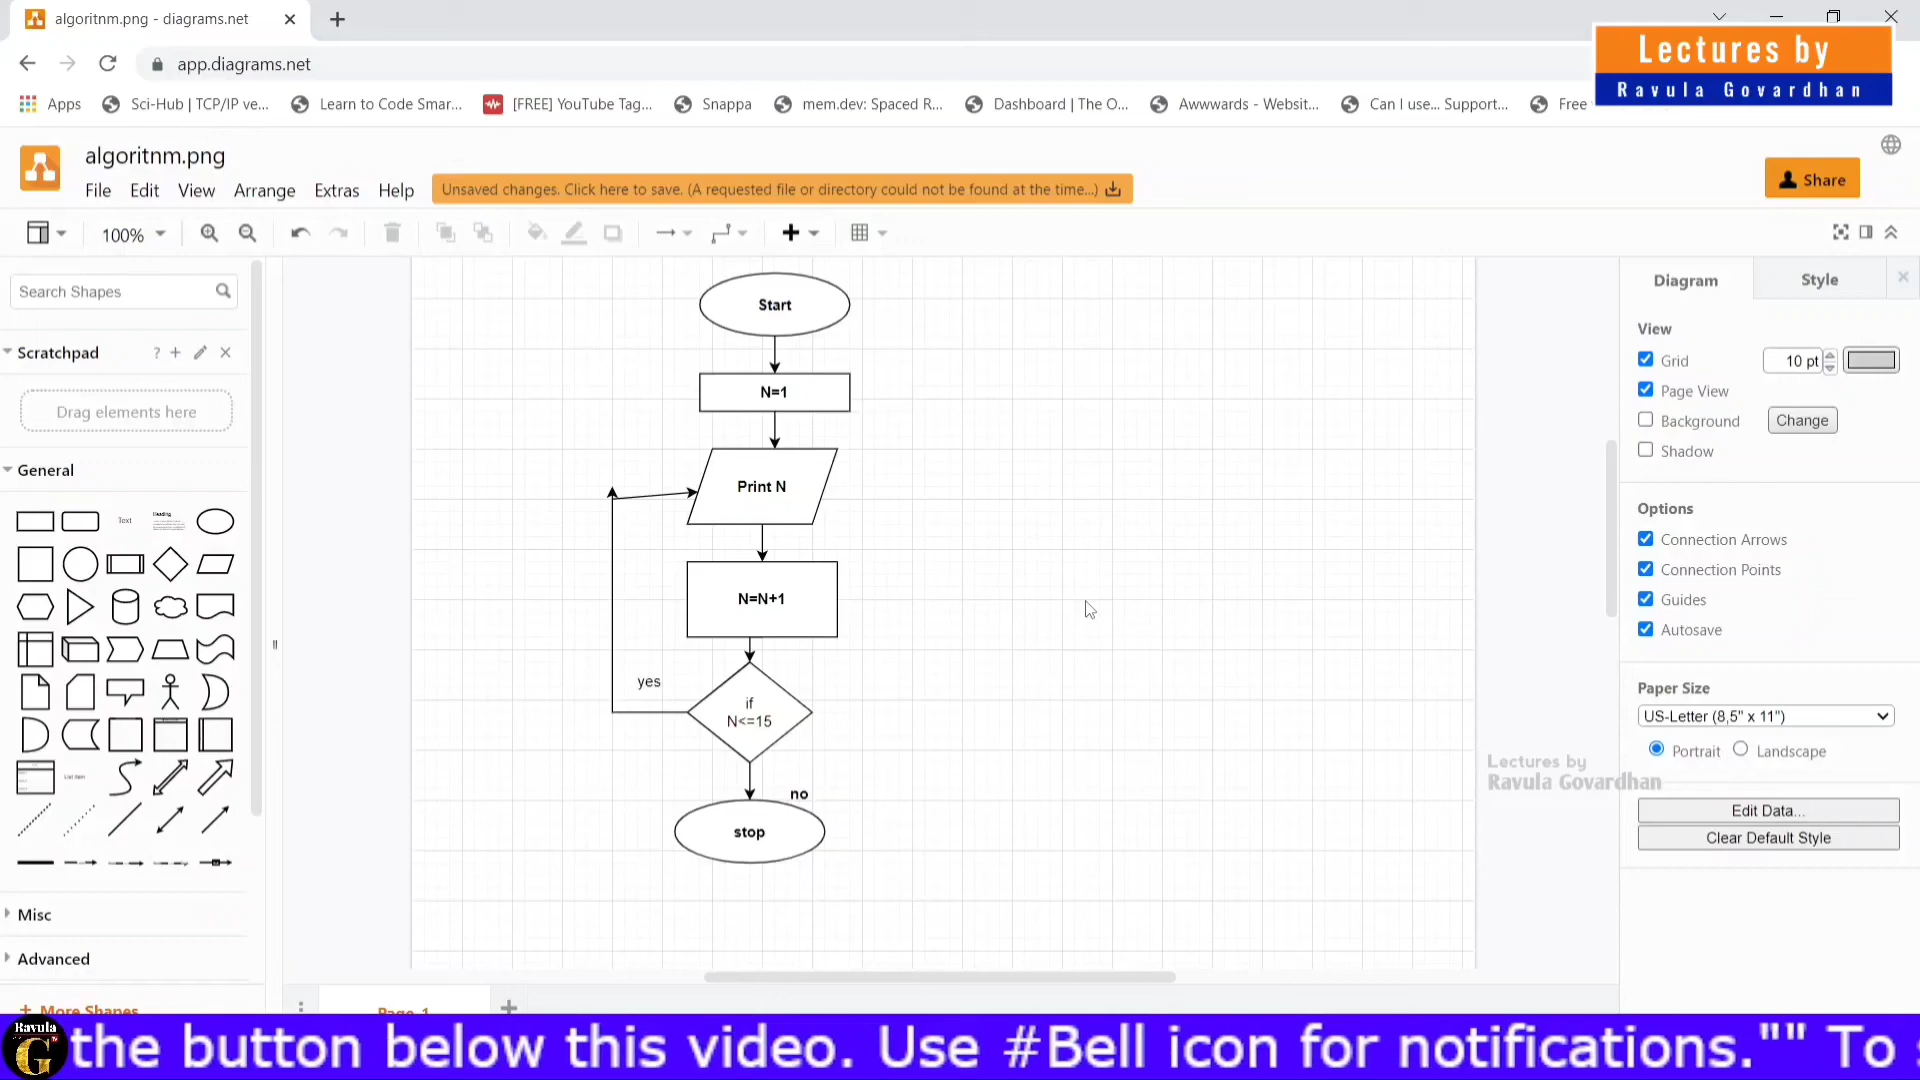 algoritnm.png - diagrams.net
app.diagrams.net
Lectures by
Ravula Govardhan
Apps
Sci-Hub | TCP/IP ve...
Learn to Code Smar...
[FREE] YouTube Tag...
Snappa
mem.dev: Spaced R...
Dashboard | The O...
Awwwards - Websit...
Can I use... Support...
Free
algoritnm.png
File Edit View Arrange Extras Help
Unsaved changes. Click here to save. (A requested file or directory could not be found at the time...)
Share
100%
Search Shapes
Scratchpad
?
Drag elements here
General
Text
Heading
List Item
Misc
Advanced
+ More Shapes
Start
N=1
Print N
N=N+1
yes
if
N<=15
no
stop
Page-1
Diagram Style
View
Grid
10 pt
Page View
Background
Change
Shadow
Options
Connection Arrows
Connection Points
Guides
Autosave
Paper Size
US-Letter (8,5" x 11")
Portrait Landscape
Lectures by
Ravula Govardhan
Edit Data...
Clear Default Style
Ravula
G
the button below this video. Use #Bell icon for notifications."" To